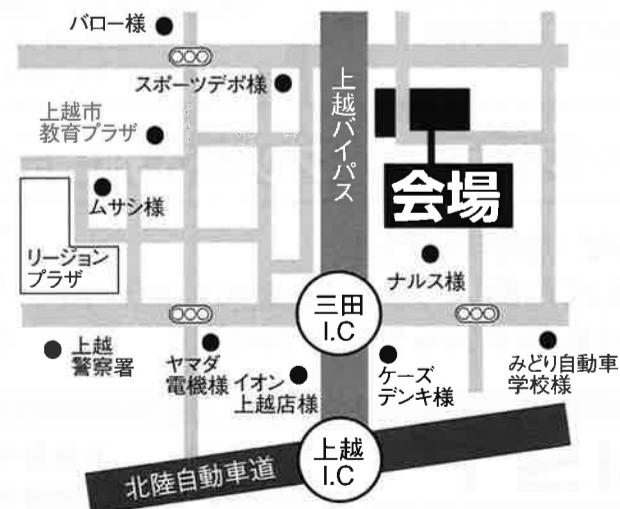 バロー様
スポーツデポ様
上越市
教育プラザ
上越バイパス
会場
ムサシ様
リージョン
プラザ
ナルス様
三田
I.C
上越
警察署
ヤマダ
電機様
イオン
上越店様
ケーズ
デンキ様
みどり自動車
学校様
上越
I.C
北陸自動車道